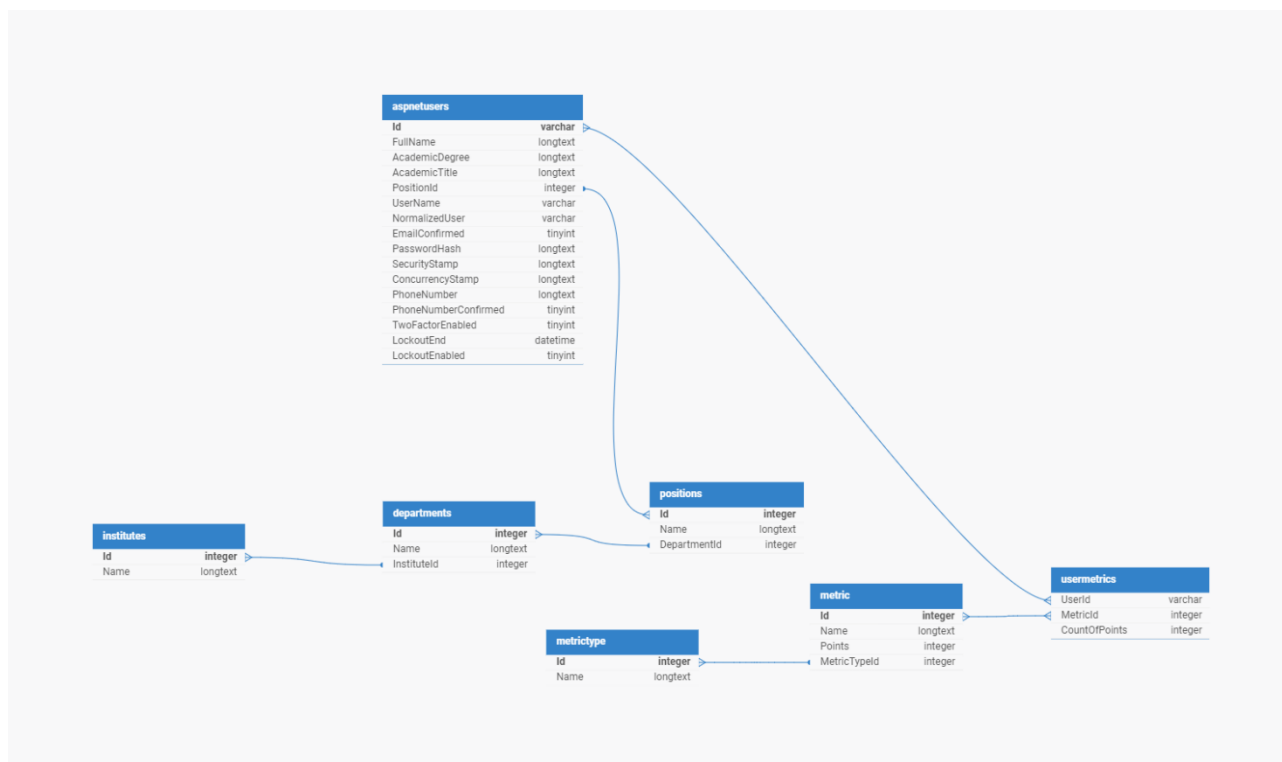 aspnetusers
Id varchar
FullName longtext
AcademicDegree longtext
AcademicTitle longtext
PositionId integer
UserName varchar
NormalizedUser varchar
EmailConfirmed tinyint
PasswordHash longtext
SecurityStamp longtext
ConcurrencyStamp longtext
PhoneNumber longtext
PhoneNumberConfirmed tinyint
TwoFactorEnabled tinyint
LockoutEnd datetime
LockoutEnabled tinyint
institutes
Id integer
Name longtext
departments
Id integer
Name longtext
InstituteId integer
positions
Id integer
Name longtext
DepartmentId integer
metrictype
Id integer
Name longtext
metric
Id integer
Name longtext
Points integer
MetricTypeId integer
usermetrics
UserId varchar
MetricId integer
CountOfPoints integer